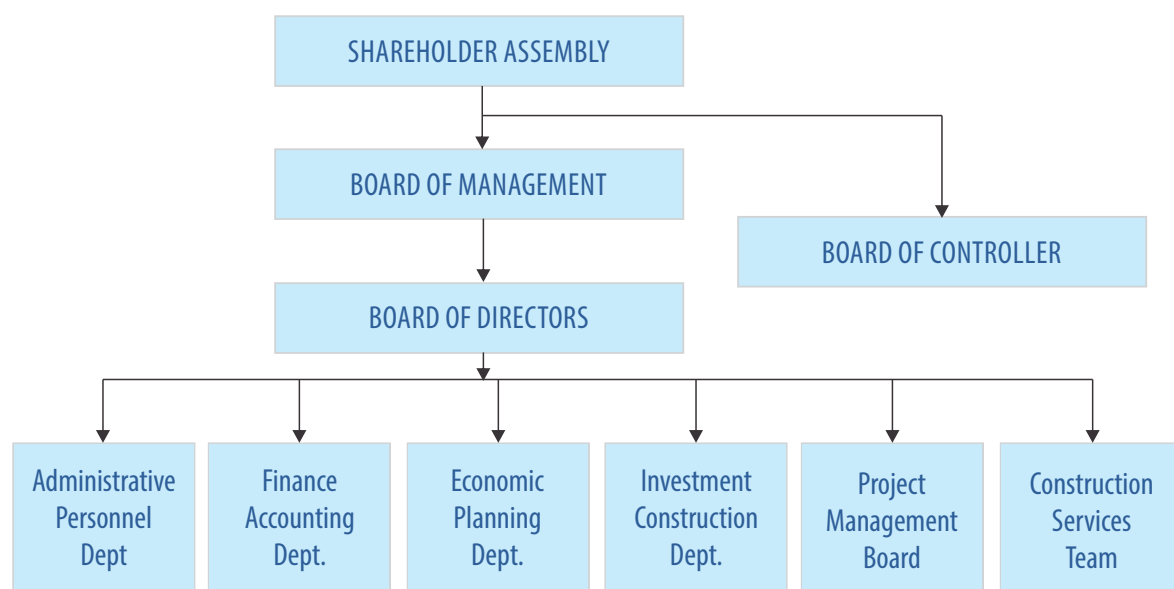 SHAREHOLDER ASSEMBLY
BOARD OF MANAGEMENT
BOARD OF CONTROLLER
BOARD OF DIRECTORS
Administrative
Personnel
Dept
Finance
Accounting
Dept.
Economic
Planning
Dept.
Investment
Construction
Dept.
Project
Management
Board
Construction
Services
Team